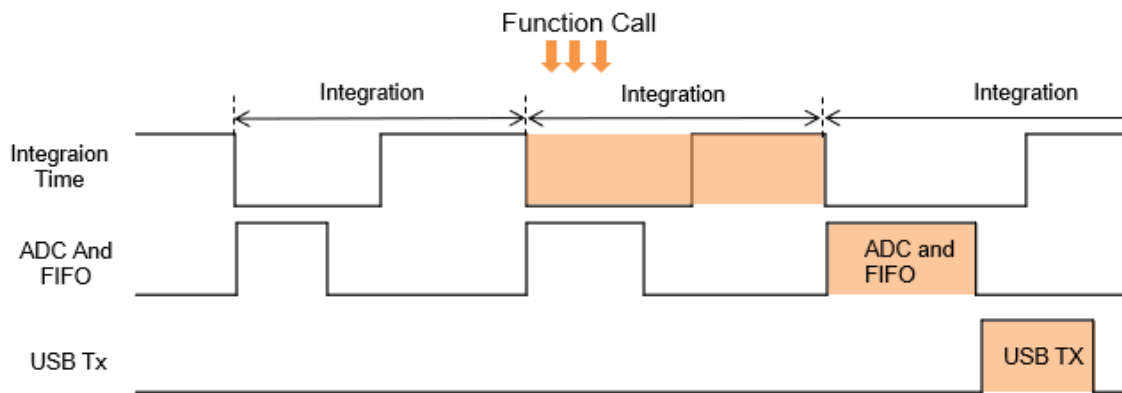 Function Call
Integration
Integration
Integration
Integraion
Time
ADC And
FIFO
ADC and
FIFO
USB Tx
USB TX